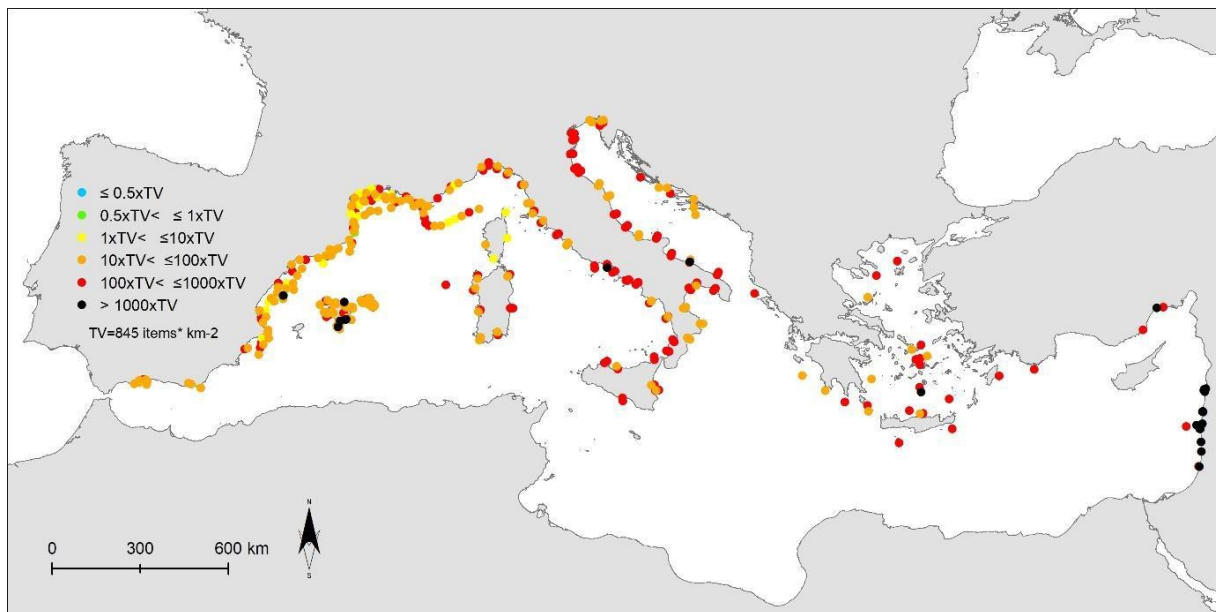 ≤ 0.5xTV
0.5xTV< ≤ 1xTV
1xTV< ≤10xTV
10xTV< ≤100xTV
100xTV< ≤1000xTV
> 1000xTV
TV=845 items* km-2
N
S
0 300 600 km